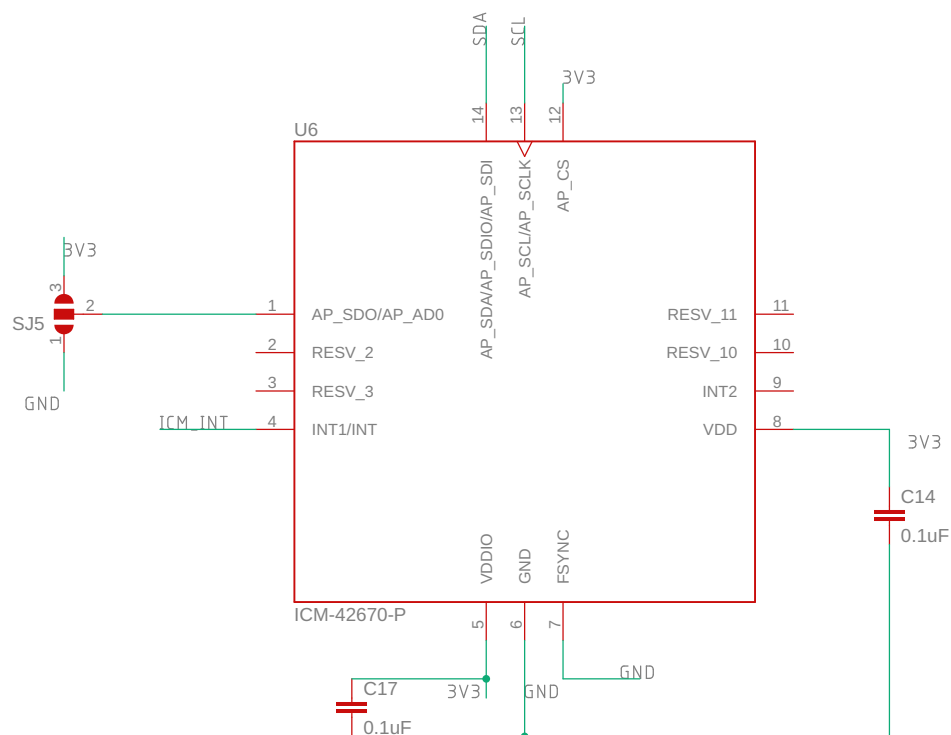 SDA
SCL
3V3
14
13
12
U6
AP_SDA/AP_SDIO/AP_SDI
AP_SCL/AP_SCLK
AP_CS
3V3
3
2
SJ5
1
GND
1
AP_SDO/AP_AD0
2
RESV_2
3
RESV_3
ICM_INT
4
INT1/INT
RESV_11
11
RESV_10
10
INT2
9
VDD
8
3V3
C14
0.1uF
VDDIO
GND
FSYNC
ICM-42670-P
5
6
7
GND
C17
3V3
GND
0.1uF